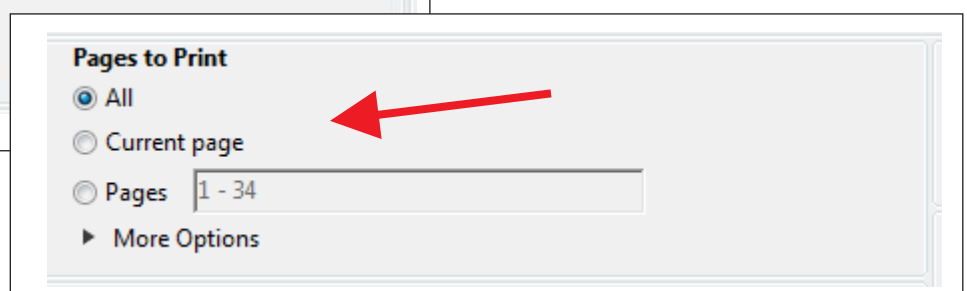 Pages to Print
All
Current page
Pages 1 - 34
More Options